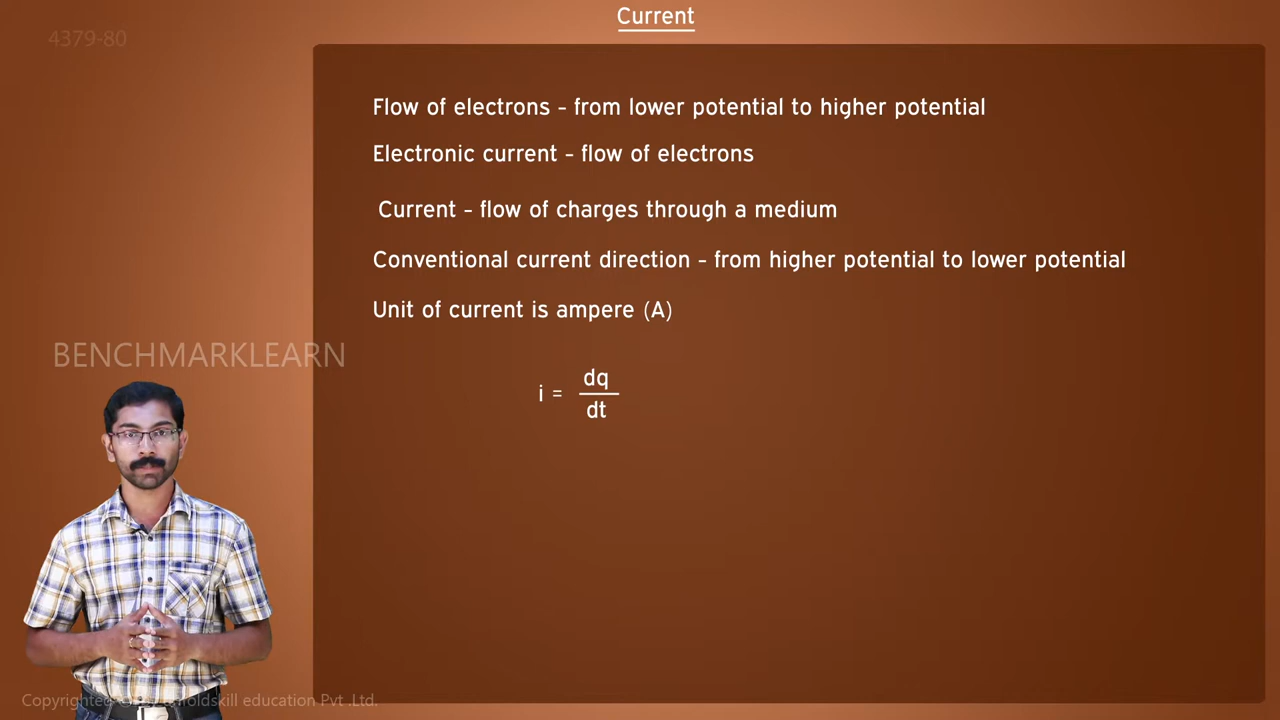 Current
4379-80
Flow of electrons - from lower potential to higher potential
Electronic current - flow of electrons
Current - flow of charges through a medium
Conventional current direction - from higher potential to lower potential
Unit of current is ampere (A)
BENCHMARKLEARN
i = dq
dt
Copyrighted education Pvt .Ltd.